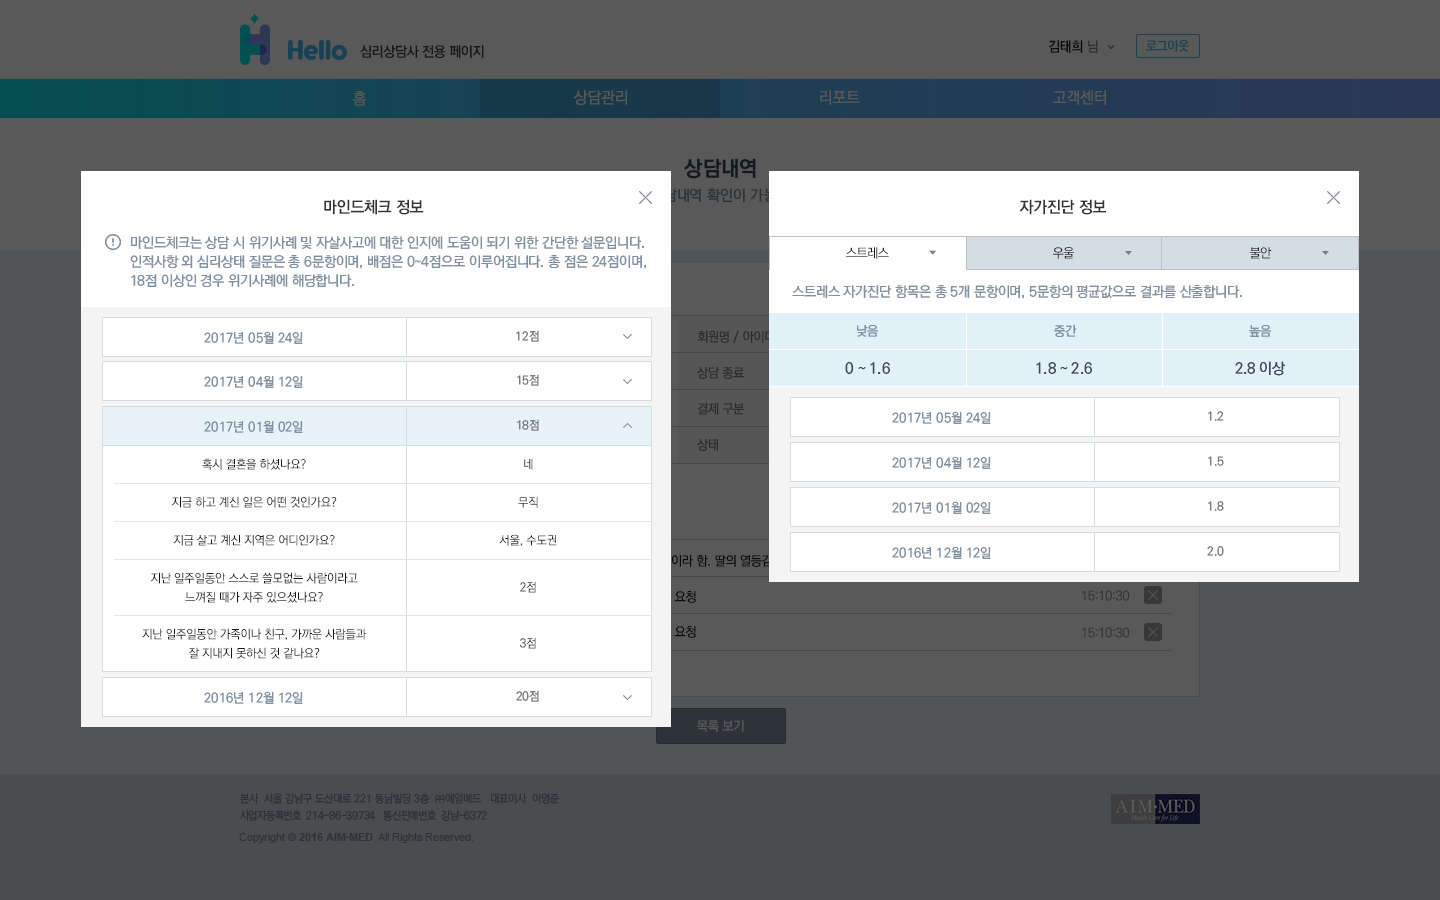 Hello 심리상담사 전용 페이지
김태희 님
로그아웃
홈
상담관리
리포트
고객센터
상담내역
담내역 확인이 가능
마인드체크 정보
마인드체크는 상담 시 위기사례 및 자살사고에 대한 인지에 도움이 되기 위한 간단한 설문입니다.
인적사항 외 심리상태 질문은 총 6문항이며, 배점은 0~4점으로 이루어집니다. 총 점은 24점이며,
18점 이상인 경우 위기사례에 해당합니다.
2017년 05월 24일
12점
2017년 04월 12일
15점
2017년 01월 02일
18점
혹시 결혼을 하셨나요?
네
지금 하고 계신 일은 어떤 것인가요?
무직
지금 살고 계신 지역은 어디인가요?
서울, 수도권
지난 일주일동안 스스로 쓸모없는 사람이라고
느껴질 때가 자주 있으셨나요?
2점
지난 일주일동안 가족이나 친구, 가까운 사람들과
잘 지내지 못하신 것 같나요?
3점
2016년 12월 12일
20점
회원명 / 아이디
상담 종료
결제 구분
상태
이라 함. 딸의 열등감
요청
15:10:30
요청
15:10:30
자가진단 정보
스트레스
우울
불안
스트레스 자가진단 항목은 총 5개 문항이며, 5문항의 평균값으로 결과를 산출합니다.
낮음
중간
높음
0 ~ 1.6
1.8 ~ 2.6
2.8 이상
2017년 05월 24일
1.2
2017년 04월 12일
1.5
2017년 01월 02일
1.8
2016년 12월 12일
2.0
목록 보기
본사 서울 강남구 도산대로 221 동남빌딩 3층 ㈜에임메드 대표이사 이영준
사업자등록번호 214-86-39734 통신판매번호 강남-6372
Copyright © 2016 AIM-MED All Rights Reserved.
AIM·MED
Health Care for Life